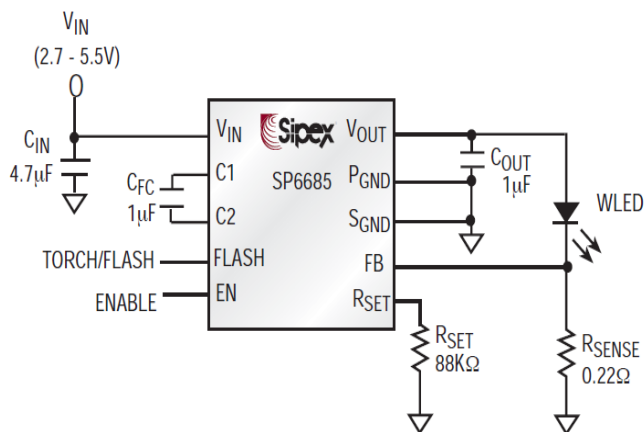 VIN
(2.7 - 5.5V)
CIN
4.7μF
CFC
1μF
TORCH/FLASH
ENABLE
VIN
C1
C2
FLASH
EN
Sipex
SP6685
VOUT
PGND
SGND
FB
RSET
COUT
1μF
WLED
RSET
88KΩ
RSENSE
0.22Ω